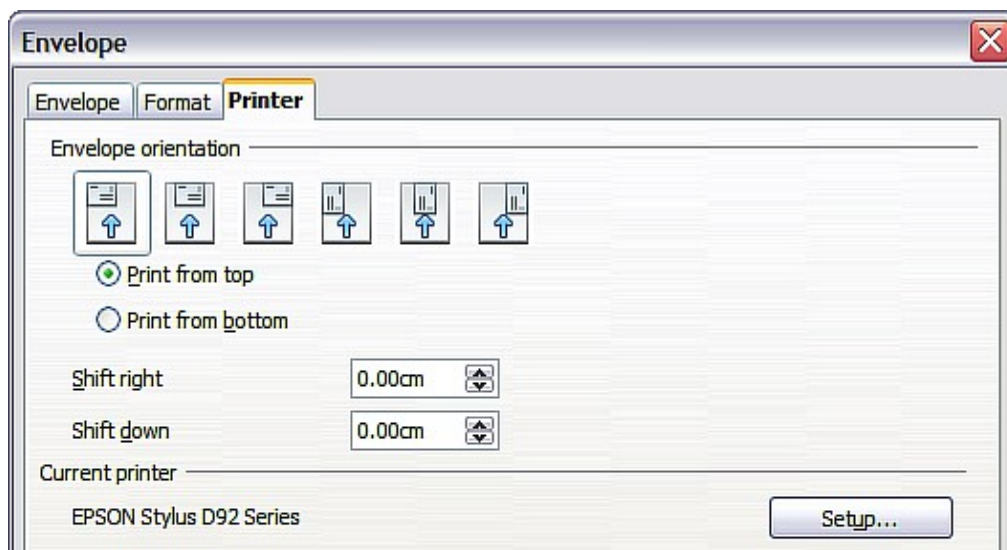 Envelope
Envelope Format Printer
Envelope orientation
Print from top
Print from bottom
Shift right 0.00cm
Shift down 0.00cm
Current printer
EPSON Stylus D92 Series Setup...